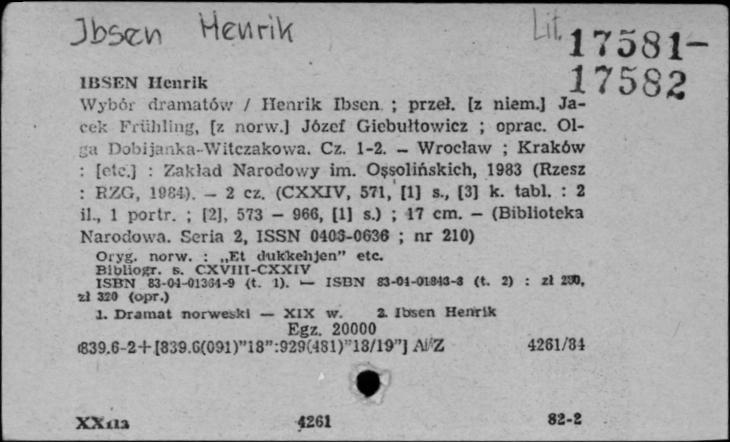 Ibsen Henrik Lit. 17581-
17582
IBSEN Henrik
Wybór dramatów / Henrik Ibsen ; przeł. [z niem.] Ja-
cek Frühling, [z norw.] Józef Giebułtowicz ; oprac. Ol-
ga Dobijanka-Witczakowa. Cz. 1-2. — Wrocław ; Kraków
: [etc.] : Zakład Narodowy im. Ossolińskich, 1983 (Rzesz
: RZG, 1984). — 2 cz. (CXXIV, 571, [1] s., [3] k. tabl. : 2
il., 1 portr. ; [2], 573 — 966, [1] s.) ; 17 cm. — (Biblioteka
Narodowa. Seria 2, ISSN 0403-0636 ; nr 210)
Oryg. norw. : „Et dukkehjen" etc.
Bibliogr. s. CXVIII-CXXIV
ISBN 83-04-01364-9 (t. 1). — ISBN 83-04-01843-8 (t. 2) : zł 290,
zł 320 (opr.)
1. Dramat norweski — XIX w. 2. Ibsen Henrik
Egz. 20000
839.6-2+[839.6(091)"18":929(481)"18/19"] A/Z 4261/84
4261 82-2